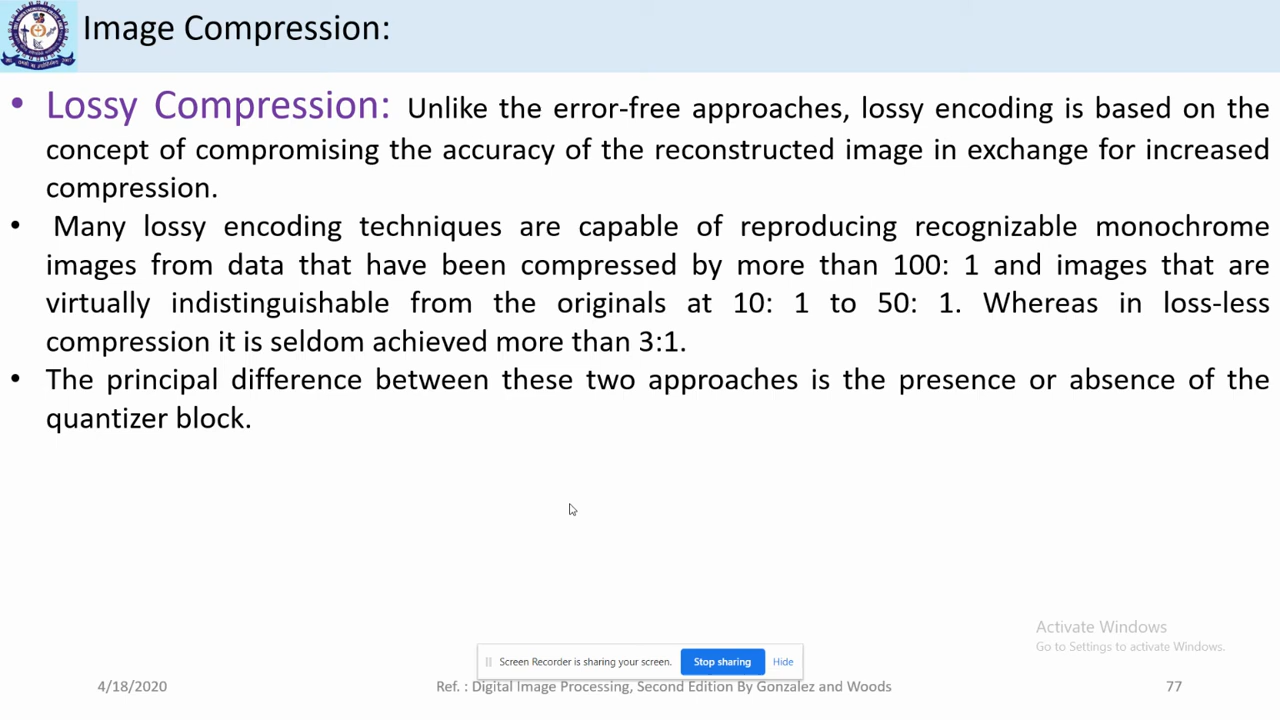 Image Compression:
• Lossy Compression: Unlike the error-free approaches, lossy encoding is based on the
concept of compromising the accuracy of the reconstructed image in exchange for increased
compression.
• Many lossy encoding techniques are capable of reproducing recognizable monochrome
images from data that have been compressed by more than 100: 1 and images that are
virtually indistinguishable from the originals at 10: 1 to 50: 1. Whereas in loss-less
compression it is seldom achieved more than 3:1.
• The principal difference between these two approaches is the presence or absence of the
quantizer block.
Activate Windows
Go to Settings to activate Windows.
Screen Recorder is sharing your screen. Stop sharing Hide
4/18/2020 Ref. : Digital Image Processing, Second Edition By Gonzalez and Woods 77